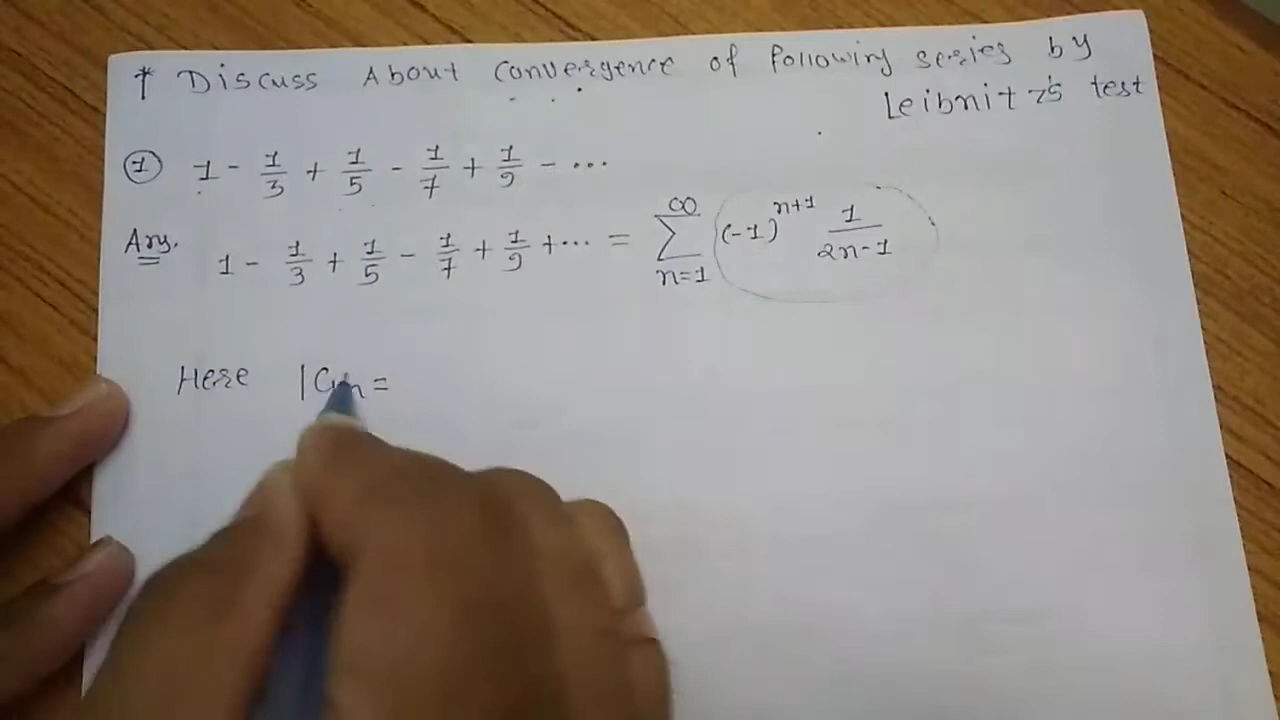 * Discuss About convergence of following series by
Leibnitz's test
① 1 - 1/3 + 1/5 - 1/7 + 1/9 - ...
Ans. 1 - 1/3 + 1/5 - 1/7 + 1/9 + ... = ∑_{n=1}^{∞} (-1)^{n+1} 1/(2n-1)
Here =